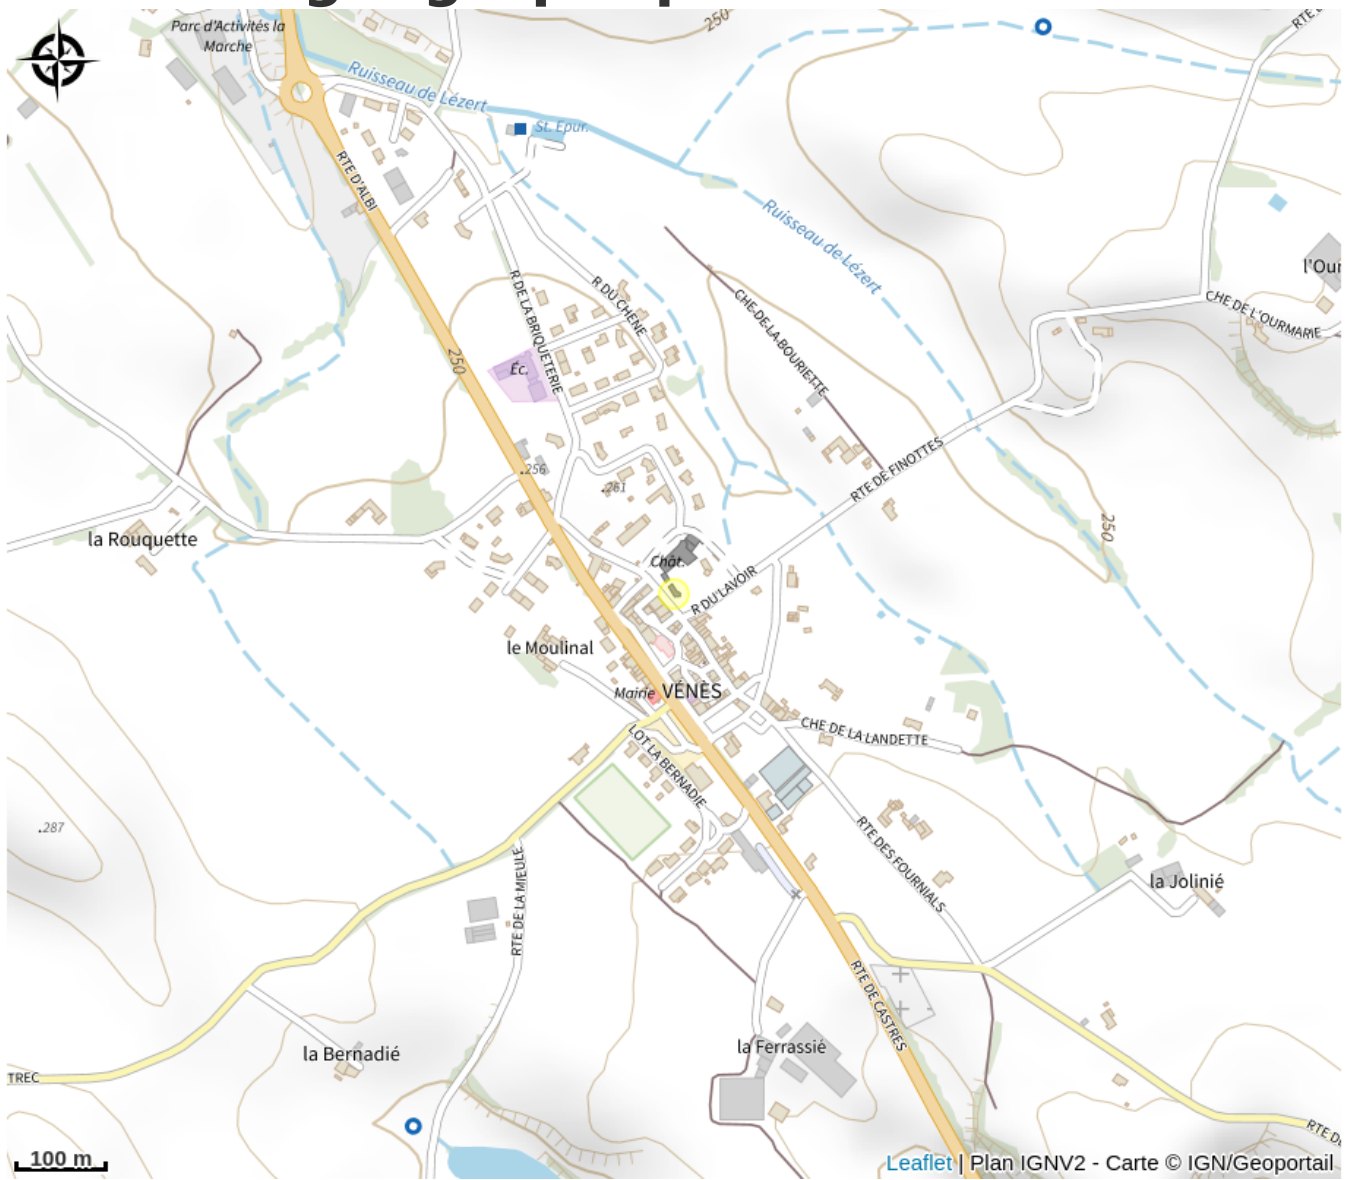 250
RTE
Parc d'Activités la
Marche
Ruisseau de Lézert
St. Epur.
RTE D'ALBI
Ruisseau de Lézert
l'Our
CHE DE L'OURMARIE
R DE LA BRIQUETERIE
R DU CHENE
CHE DE LA BOURIETTE
250
Éc.
RTE DE FINOTTES
.256
.261
250
la Rouquette
Chât.
R DU LAVOIR
le Moulinal
Mairie
VÉNÈS
CHE DE LA LANDETTE
LOT LA BERNADIE
.287
RTE DES FOURNIALS
RTE DE LA MIEULE
la Jolinié
RTE DE CASTRES
la Bernadié
la Ferrassié
TREC
RTE D
100 m
Leaflet | Plan IGNV2 - Carte © IGN/Geoportail